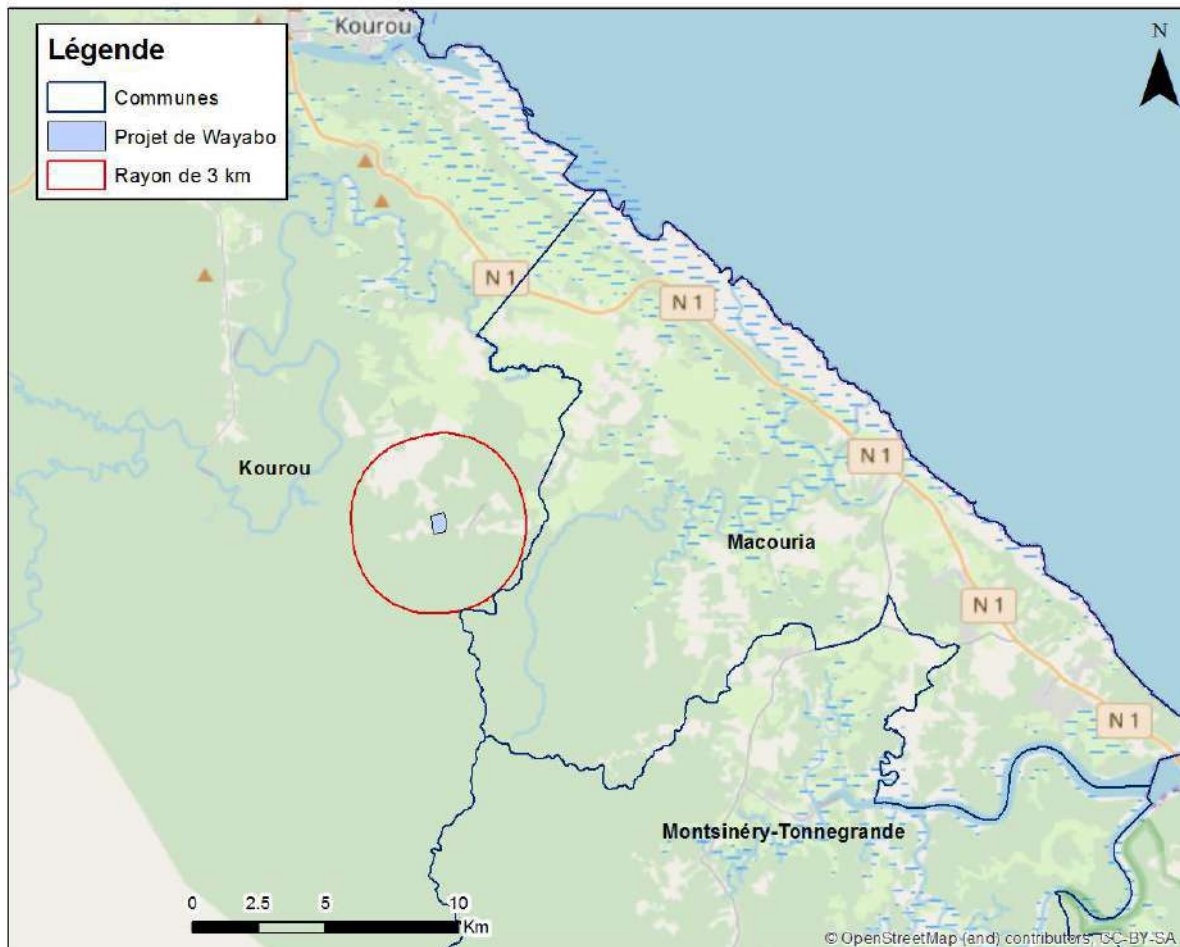 Kourou
N
Légende
Communes
Projet de Wayabo
Rayon de 3 km
N 1
N 1
N 1
Kourou
Macouria
N 1
N 1
Montsinéry-Tonnegrande
0 2.5 5 10
Km
© OpenStreetMap (and) contributors, CC-BY-SA